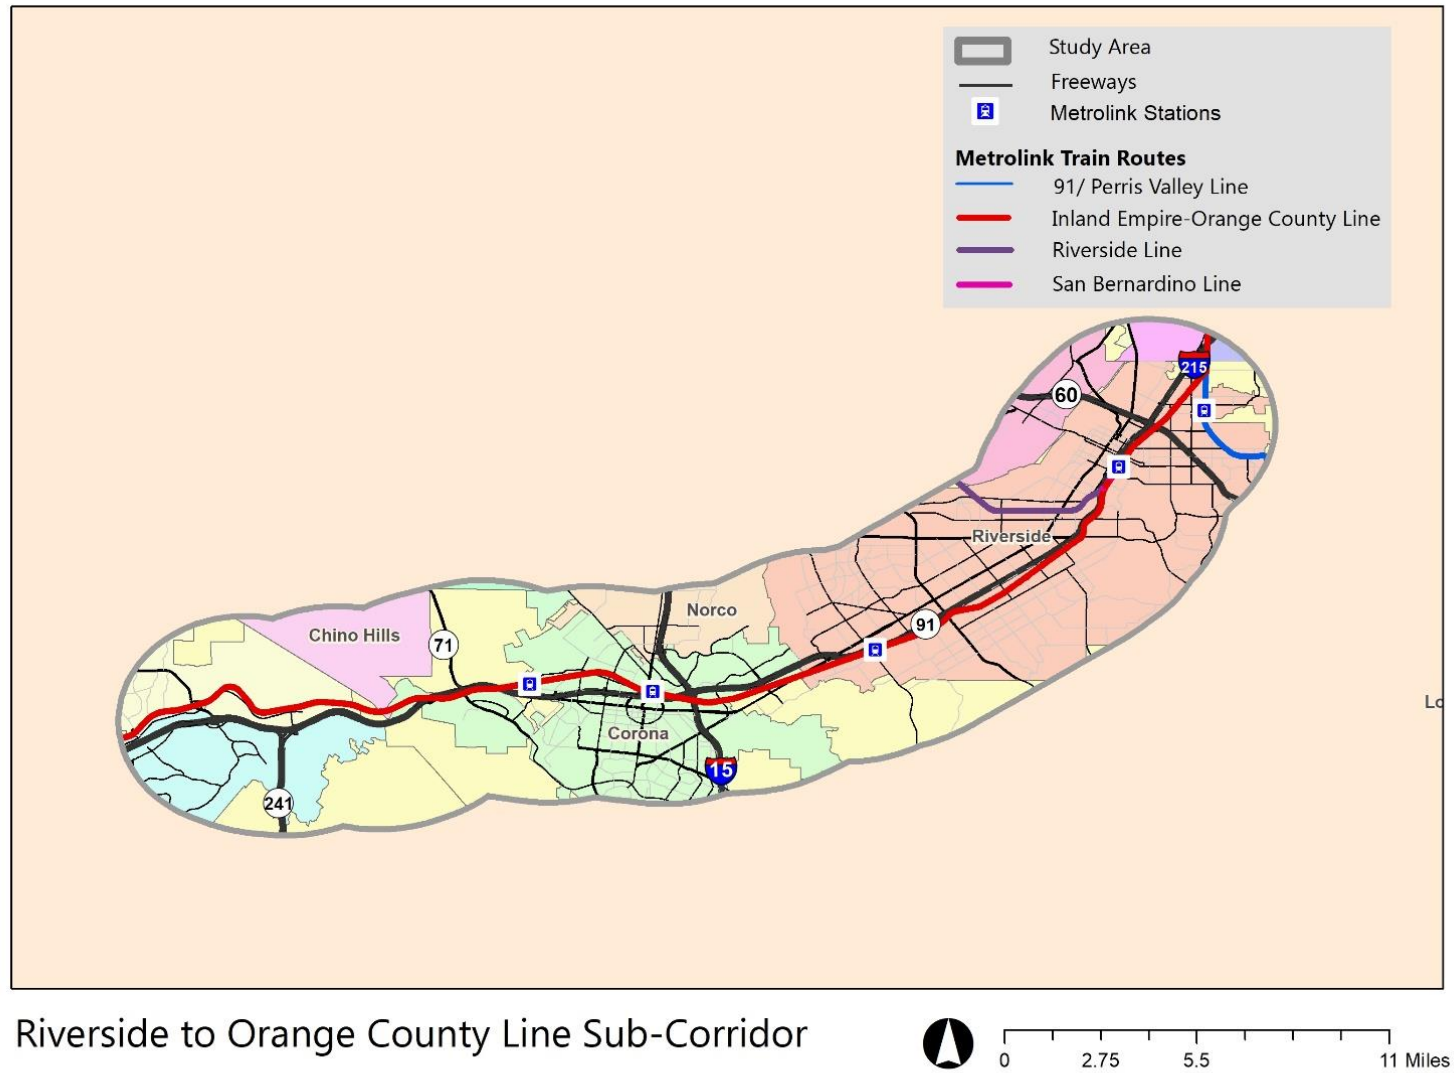 Study Area
Freeways
Metrolink Stations
Metrolink Train Routes
91/ Perris Valley Line
Inland Empire-Orange County Line
Riverside Line
San Bernardino Line
215
60
Riverside
Norco
91
Chino Hills
71
Lo
Corona
15
241
Riverside to Orange County Line Sub-Corridor
0 2.75 5.5 11 Miles